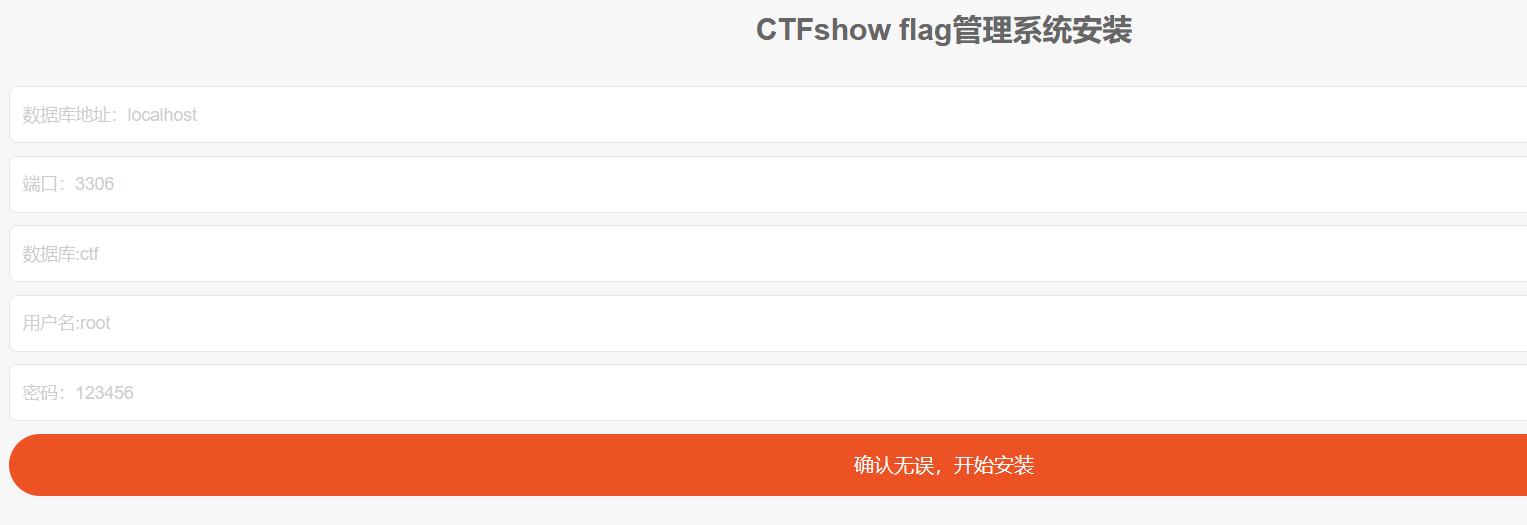 CTFshow flag管理系统安装
数据库地址：localhost
端口：3306
数据库:ctf
用户名:root
密码：123456
确认无误，开始安装